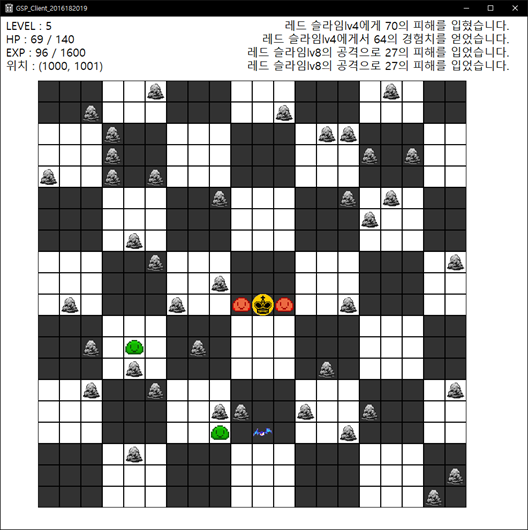 GSP_Client_2016182019
LEVEL : 5
레드 슬라임lv4에게 70의 피해를 입혔습니다.
HP : 69 / 140
레드 슬라임lv4에게서 64의 경험치를 얻었습니다.
EXP : 96 / 1600
레드 슬라임lv8의 공격으로 27의 피해를 입었습니다.
위치 : (1000, 1001)
레드 슬라임lv8의 공격으로 27의 피해를 입었습니다.